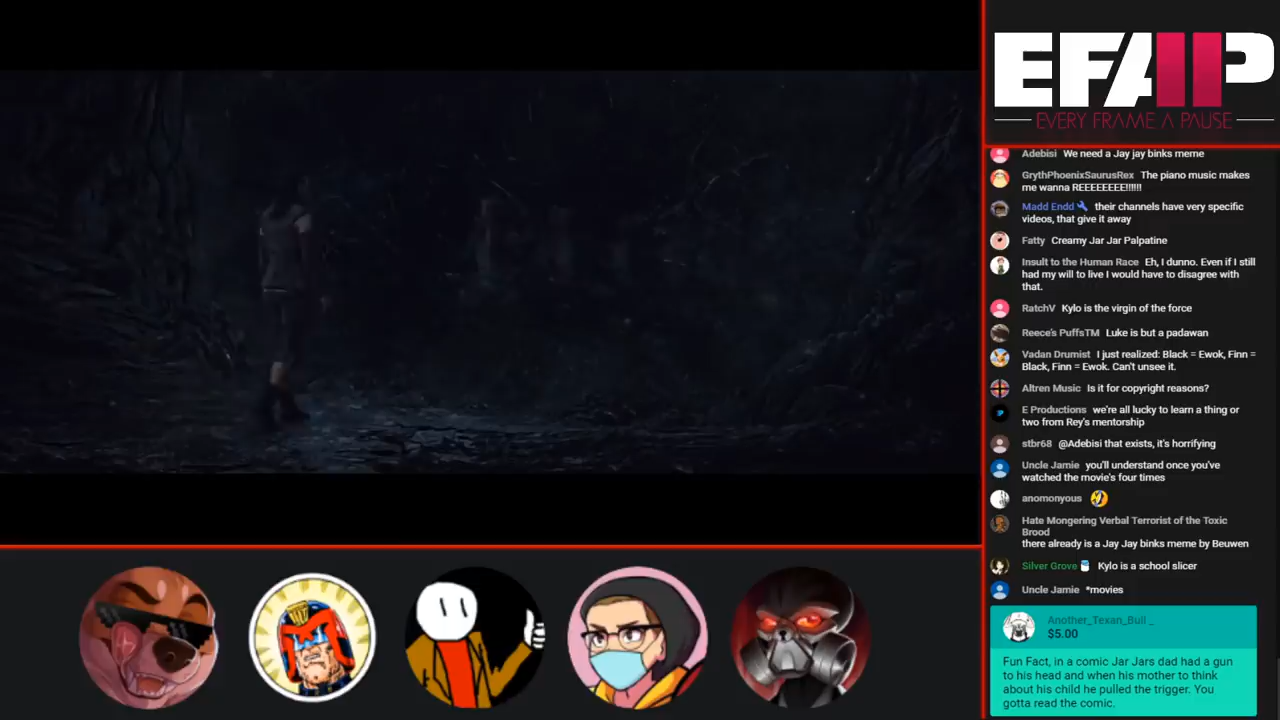 EFAP
EVERY FRAME A PAUSE
Adebisi We need a Jay jay binks meme
GrythPhoenixSaurusRex The piano music makes
me wanna REEEEEEEE!!!!!!
Madd Endd their channels have very specific
videos, that give it away
Fatty Creamy Jar Jar Palpatine
Insult to the Human Race Eh, I dunno. Even if I still
had my will to live I would have to disagree with
that.
RatchV Kylo is the virgin of the force
Reece's PuffsTM Luke is but a padawan
Vadan Drumist I just realized: Black = Ewok, Finn =
Black, Finn = Ewok. Can't unsee it.
Altren Music Is it for copyright reasons?
E Productions we're all lucky to learn a thing or
two from Rey's mentorship
stbr68 @Adebisi that exists, it's horrifying
Uncle Jamie you'll understand once you've
watched the movie's four times
anomonyous 🤣
Hate Mongering Verbal Terrorist of the Toxic
Brood
there already is a Jay Jay binks meme by Beuwen
Silver Grove Kylo is a school slicer
Uncle Jamie *movies
Another_Texan_Bull _
$5.00
Fun Fact, in a comic Jar Jars dad had a gun
to his head and when his mother to think
about his child he pulled the trigger. You
gotta read the comic.